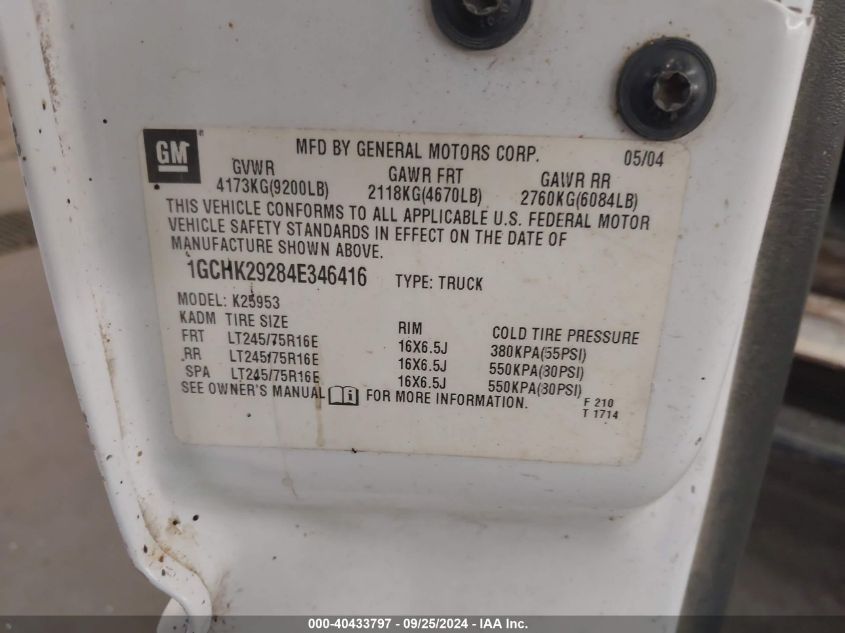 GM
MFD BY GENERAL MOTORS CORP. 05/04
GVWR GAWR FRT GAWR RR
4173KG(9200LB) 2118KG(4670LB) 2760KG(6084LB)
THIS VEHICLE CONFORMS TO ALL APPLICABLE U.S. FEDERAL MOTOR
VEHICLE SAFETY STANDARDS IN EFFECT ON THE DATE OF
MANUFACTURE SHOWN ABOVE.
1GCHK29284E346416 TYPE: TRUCK
MODEL: K25953
KADM TIRE SIZE RIM COLD TIRE PRESSURE
FRT LT245/75R16E 16X6.5J 380KPA(55PSI)
RR LT245/75R16E 16X6.5J 550KPA(80PSI)
SPA LT245/75R16E 16X6.5J 550KPA(80PSI)
SEE OWNER'S MANUAL FOR MORE INFORMATION.
F 210
T 1714
000-40433797 - 09/25/2024 - IAA Inc.